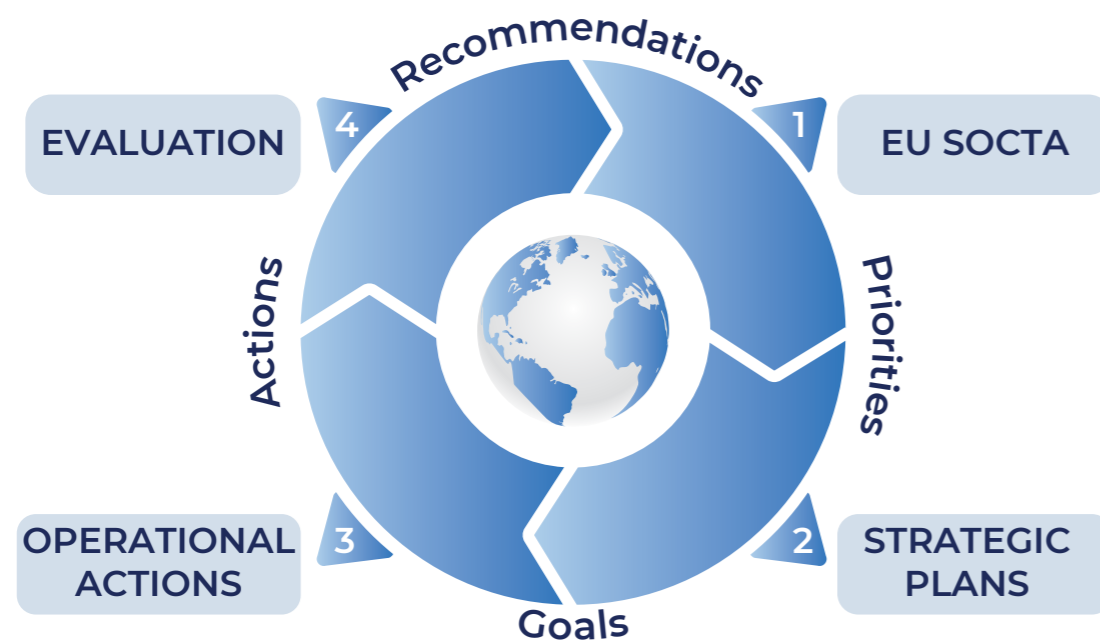 Recommendations
4
EVALUATION
1
EU SOCTA
Actions
Priorities
3
OPERATIONAL
ACTIONS
2
STRATEGIC
PLANS
Goals